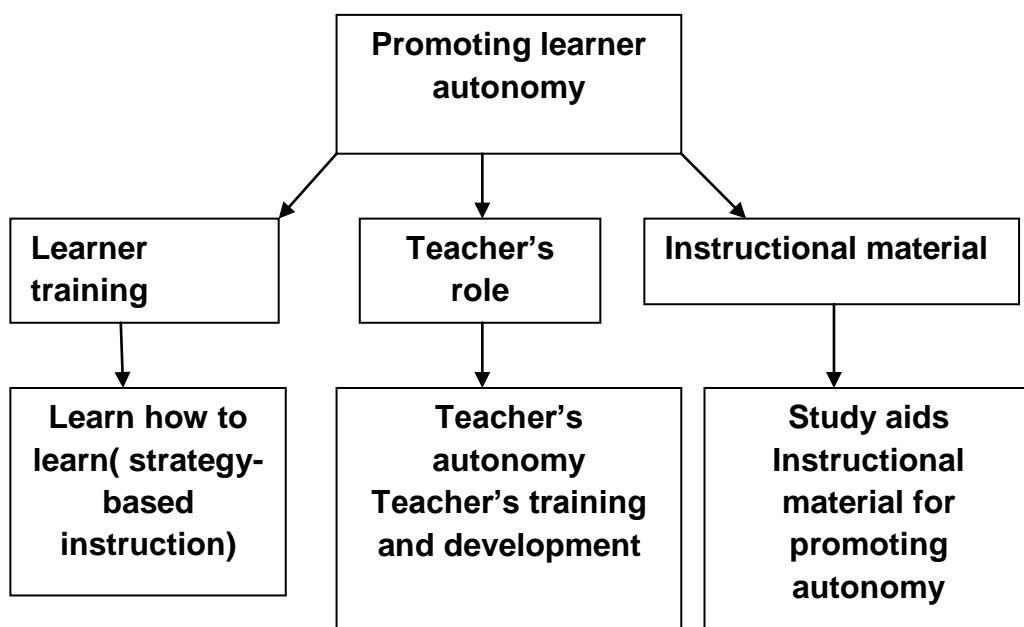 Promoting learner
autonomy
Learner
training
Teacher’s
role
Instructional material
Learn how to
learn( strategy-
based
instruction)
Teacher’s
autonomy
Teacher’s training
and development
Study aids
Instructional
material for
promoting
autonomy